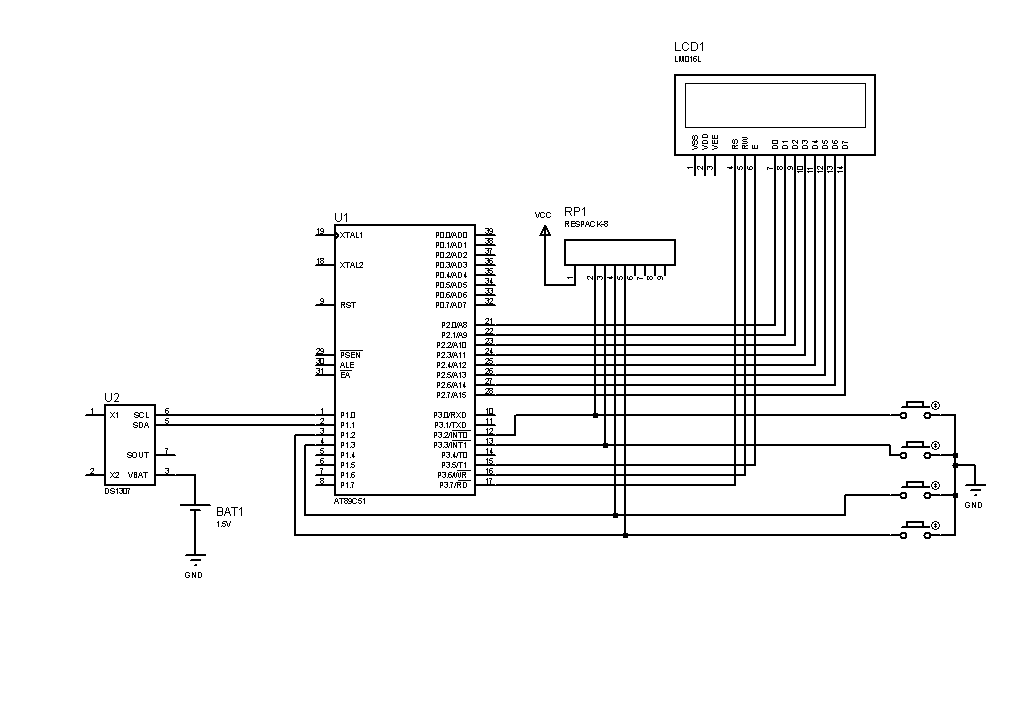 LCD1
LM016L
VSS
VDD
VEE
RS
RW
E
D0
D1
D2
D3
D4
D5
D6
D7
1
2
3
4
5
6
7
8
9
10
11
12
13
14
VCC
RP1
RESPACK-8
1
2
3
4
5
6
7
8
9
U1
19 XTAL1 P0.0/AD0 39
P0.1/AD1 38
P0.2/AD2 37
18 XTAL2 P0.3/AD3 36
P0.4/AD4 35
P0.5/AD5 34
P0.6/AD6 33
9 RST P0.7/AD7 32
P2.0/A8 21
P2.1/A9 22
P2.2/A10 23
29 PSEN P2.3/A11 24
30 ALE P2.4/A12 25
31 EA P2.5/A13 26
P2.6/A14 27
P2.7/A15 28
1 P1.0 P3.0/RXD 10
2 P1.1 P3.1/TXD 11
3 P1.2 P3.2/INT0 12
4 P1.3 P3.3/INT1 13
5 P1.4 P3.4/T0 14
6 P1.5 P3.5/T1 15
7 P1.6 P3.6/WR 16
8 P1.7 P3.7/RD 17
AT89C51
U2
1 X1 SCL 6
SDA 5
SOUT 7
2 X2 VBAT 3
DS1307
BAT1
1.5V
GND
GND